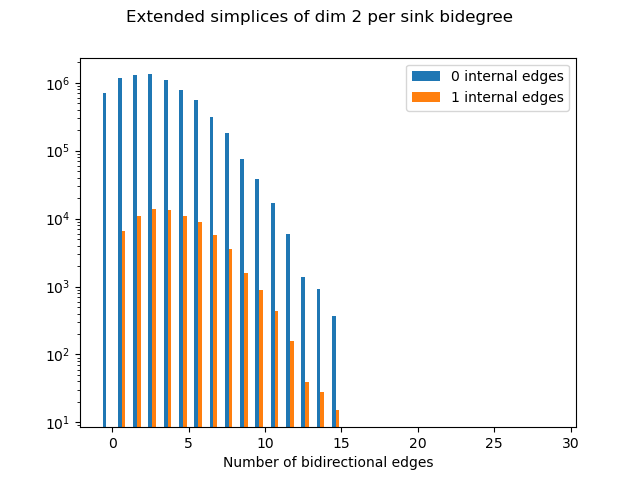 Extended simplices of dim 2 per sink bidegree
0 internal edges
1 internal edges
10^6
10^5
10^4
10^3
10^2
10^1
0 5 10 15 20 25 30
Number of bidirectional edges